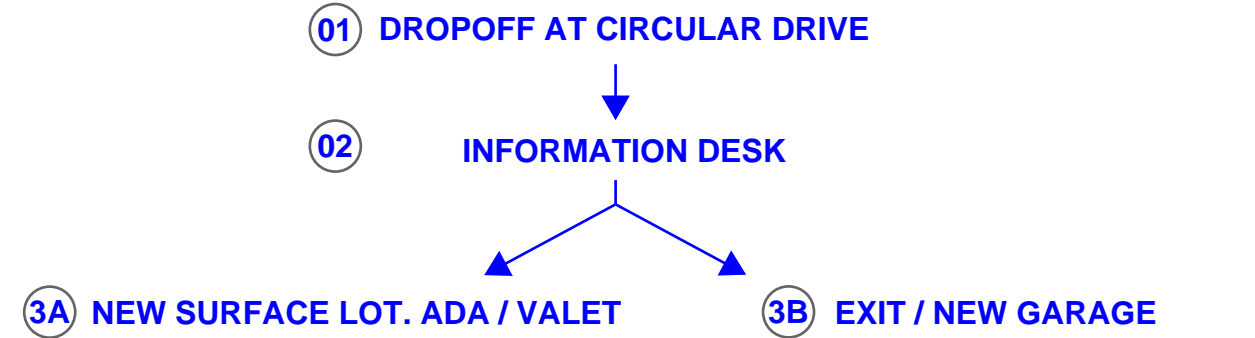 01 DROPOFF AT CIRCULAR DRIVE
02 INFORMATION DESK
3A NEW SURFACE LOT. ADA / VALET 3B EXIT / NEW GARAGE